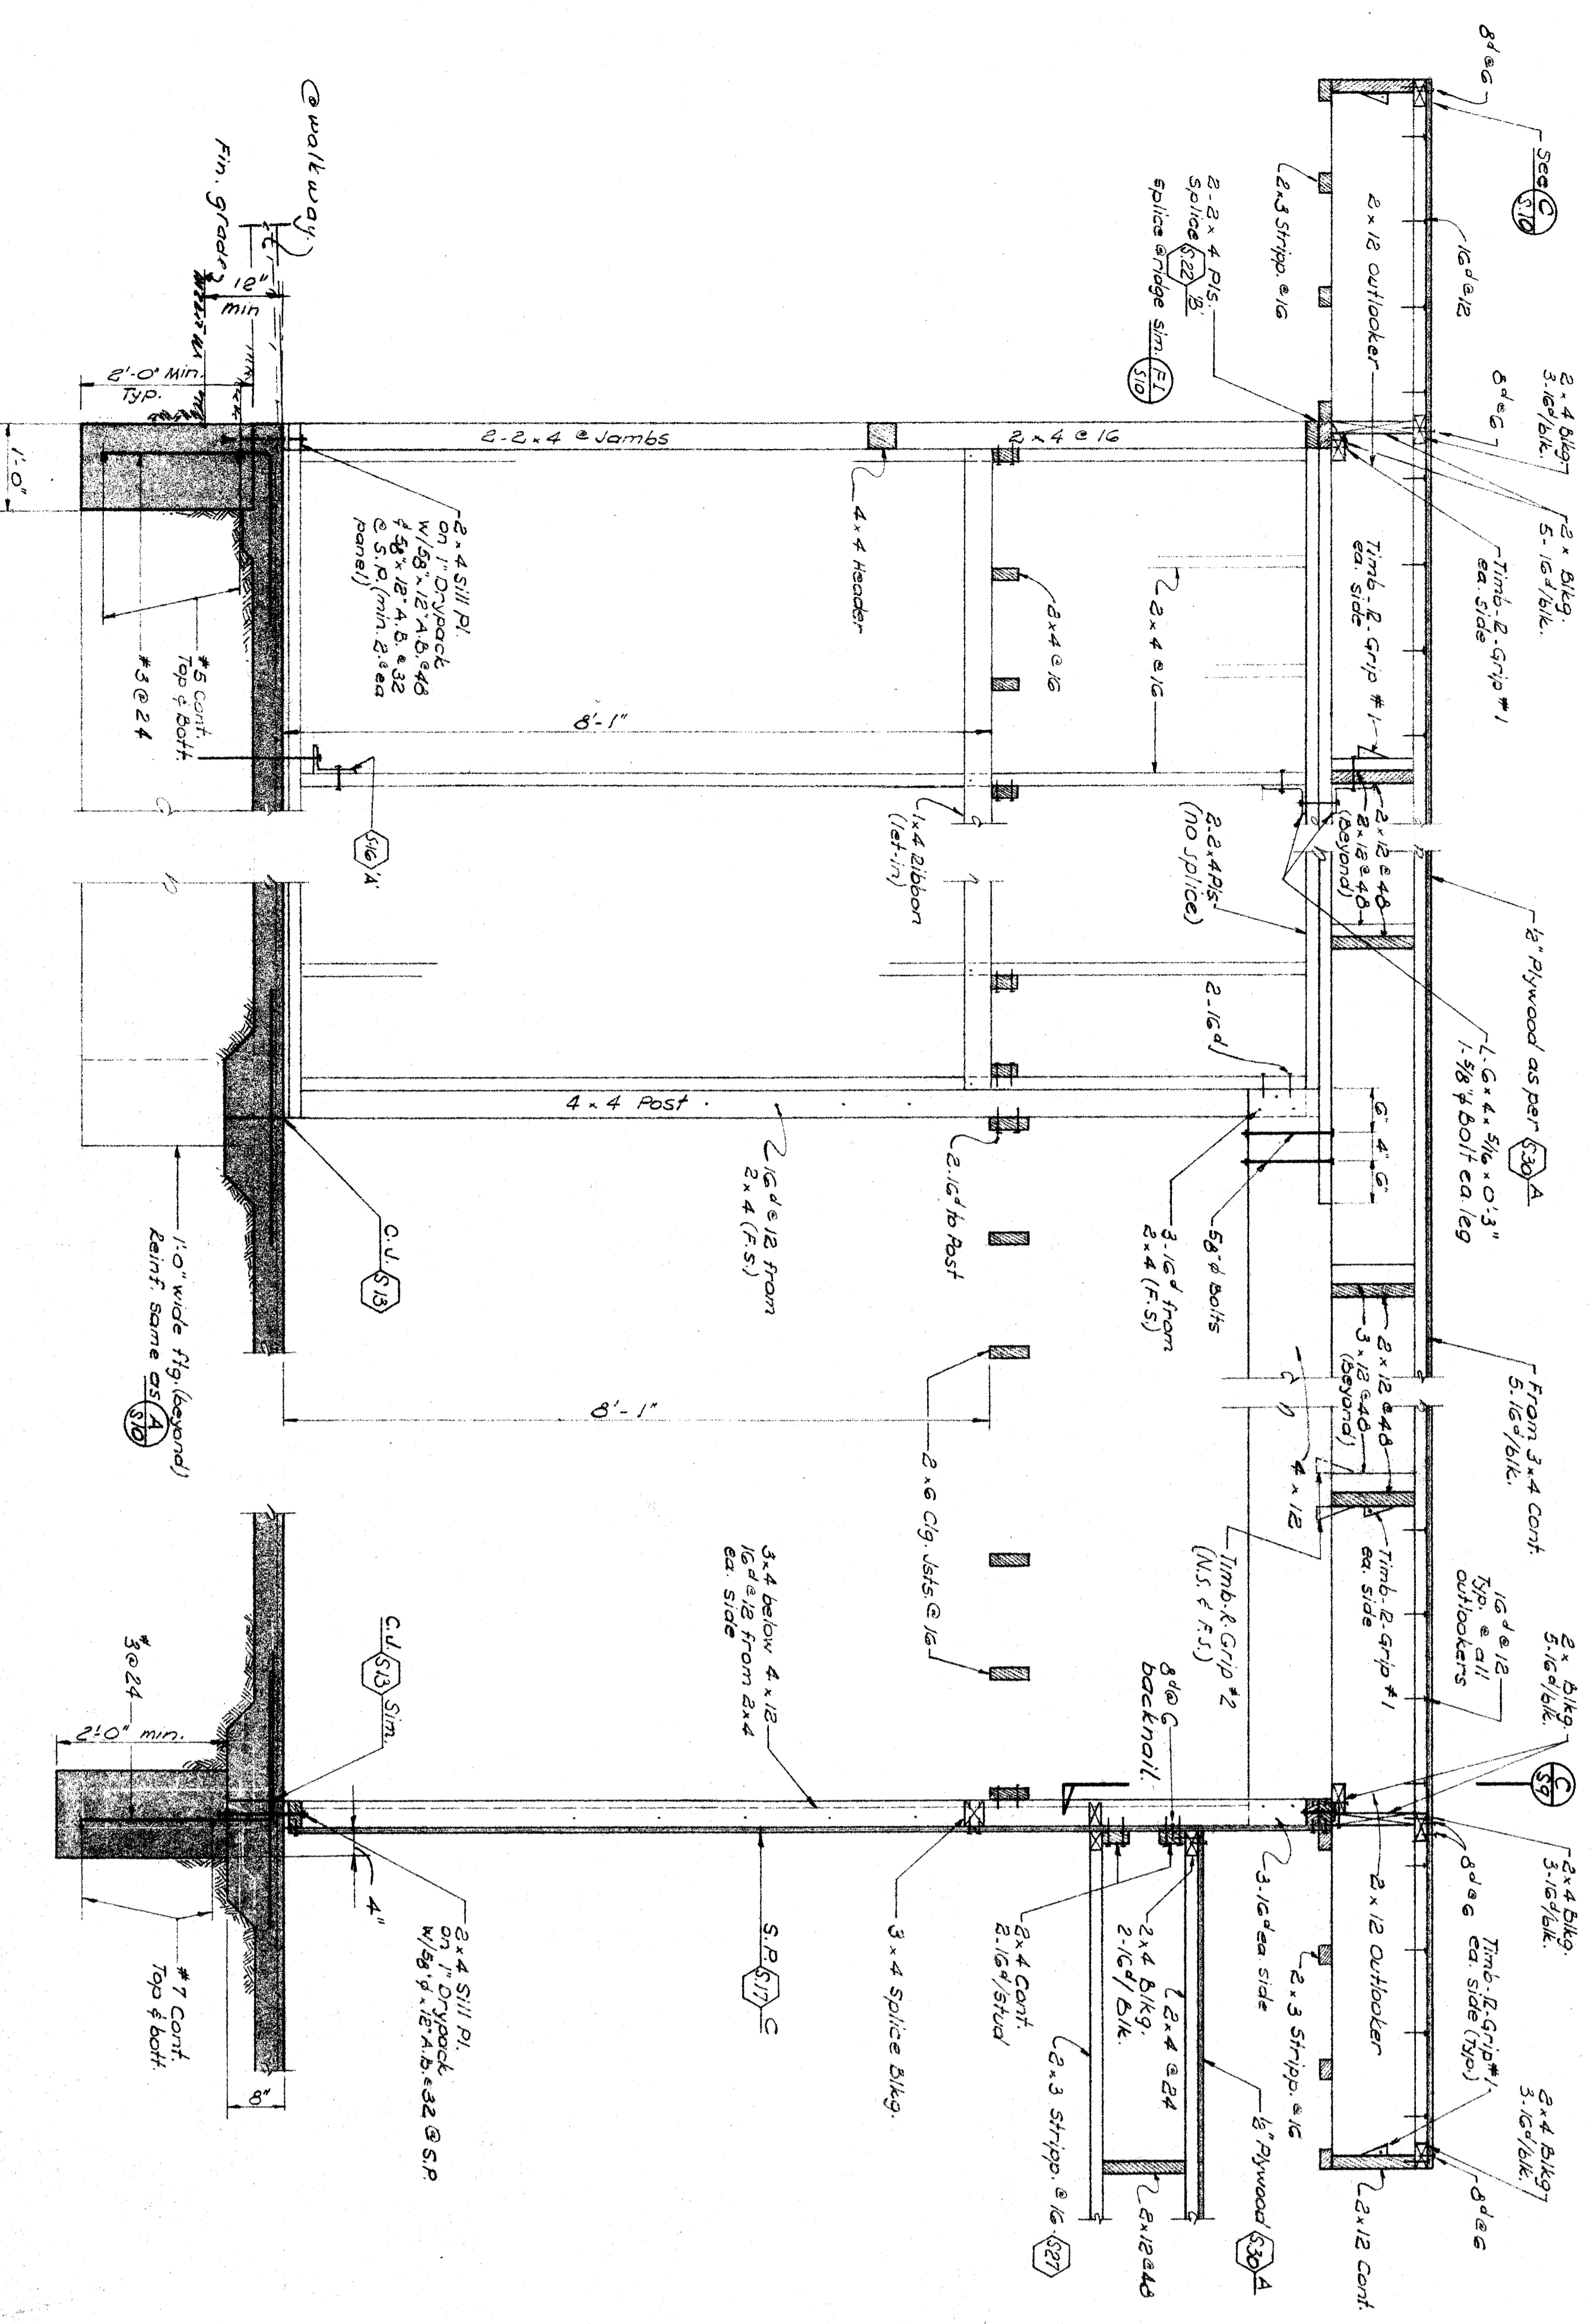 8d@6
See C
S10
16d@12
2x4 Blkg.
3-16d/blk.
8d@6
2x Blkg.
5-16d/blk.
Timb-R-Grip #1
ea. side
1/2" Plywood as per S30 A
L-6x4x5/16x0'-3"
1-5/8"ϕ Bolt ea. leg
From 3x4 Cont.
5-16d/blk.
16d@12
Typ. @ all
outlookers
2x Blkg.
5-16d/blk.
C
S9
2x4 Blkg.
3-16d/blk.
8d@6
Timb-R-Grip #1
ea. side (Typ.)
2x4 Blkg
3-16d/blk.
8d@6
2x12 Cont.
2x12 outlooker
2x3 Stripp. @16
2-2x4 Pls.
Splice S22 'B'
splice @ ridge sim. F1
S10
Timb-R-Grip #1
ea. side
2x12@48
2x12@48
(Beyond)
6" 4" 6"
2x12@48
3x12@48
(Beyond)
4x12
Timb-R-Grip #1
ea. side
2x12 Outlooker
2x3 Stripp. @16
2x4@16
2x4@16
2x4@16
2-2x4 Pls
(no splice)
2-16d
5/8"ϕ Bolts
3-16d from
2x4 (F.S.)
Timb-R-Grip #2
(N.S. & F.S.)
8d@6
backnail.
3-16d ea. side
2x4@24
2x4 Blkg.
2-16d/Blk.
2x4 Cont.
2-16d/stud
1/2" Plywood S30 A
2x12@48
2x3 Stripp. @16 S27
2-2x4 @ Jambs
4x4 Header
1x4 Ribbon
(let-in)
2-16d to Post
2x6 Clg. Jsts. @16
3x4 Splice Blkg.
8'-1"
4x4 Post
16d@12 from
2x4 (F.S.)
8'-1"
3x4 below 4x12
16d@12 from 2x4
ea. side
S.P. S17 C
2x4 Sill Pl.
on 1" Drypack
w/5/8"x12" A.B. @48
& 5/8"x12" A.B. @32
@ S.P. (min. 2 @ ea
panel)
S16 'A'
C.J. S13
C.J. S13 Sim.
4"
2x4 Sill Pl.
on 1" Drypack
w/5/8"ϕx12" A.B. @32 @ S.P.
@ walkway
Fin. grade
t
18"
min
2'-0" Min.
Typ.
1'-0"
#5 Cont.
Top & Bott.
#3@24
1'-0" wide ftg. (beyond)
Reinf. same as A
S10
#3@24
2'-0" min.
#7 Cont.
Top & bott.
8"